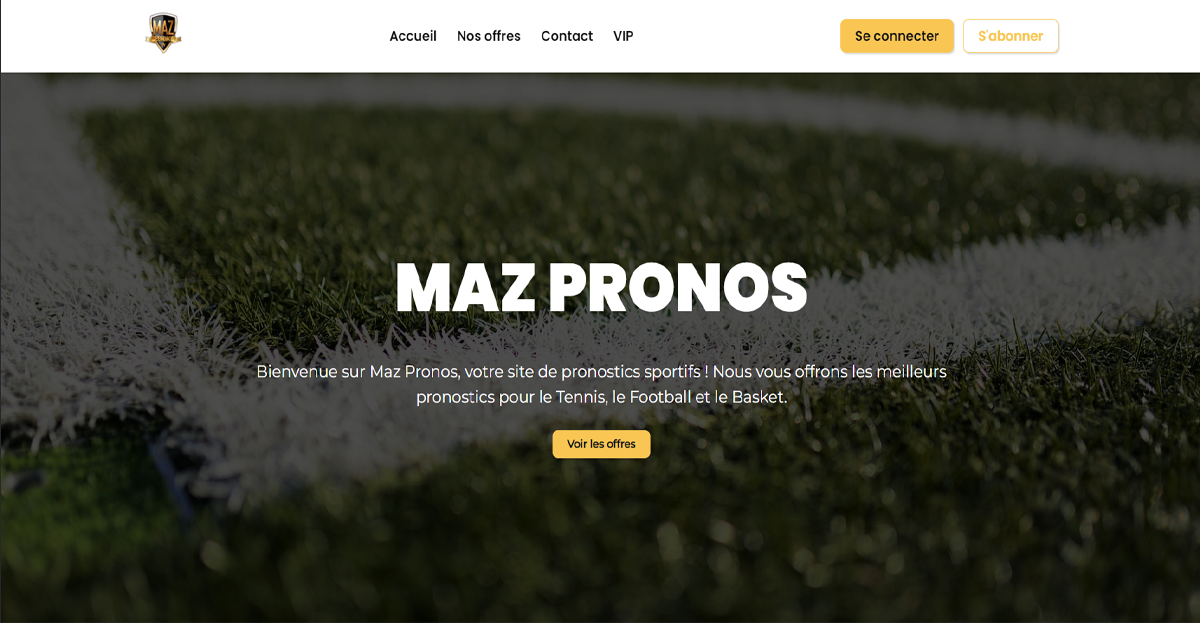 MAZ
Accueil
Nos offres
Contact
VIP
Se connecter
S'abonner
MAZ PRONOS
Bienvenue sur Maz Pronos, votre site de pronostics sportifs ! Nous vous offrons les meilleurs
pronostics pour le Tennis, le Football et le Basket.
Voir les offres